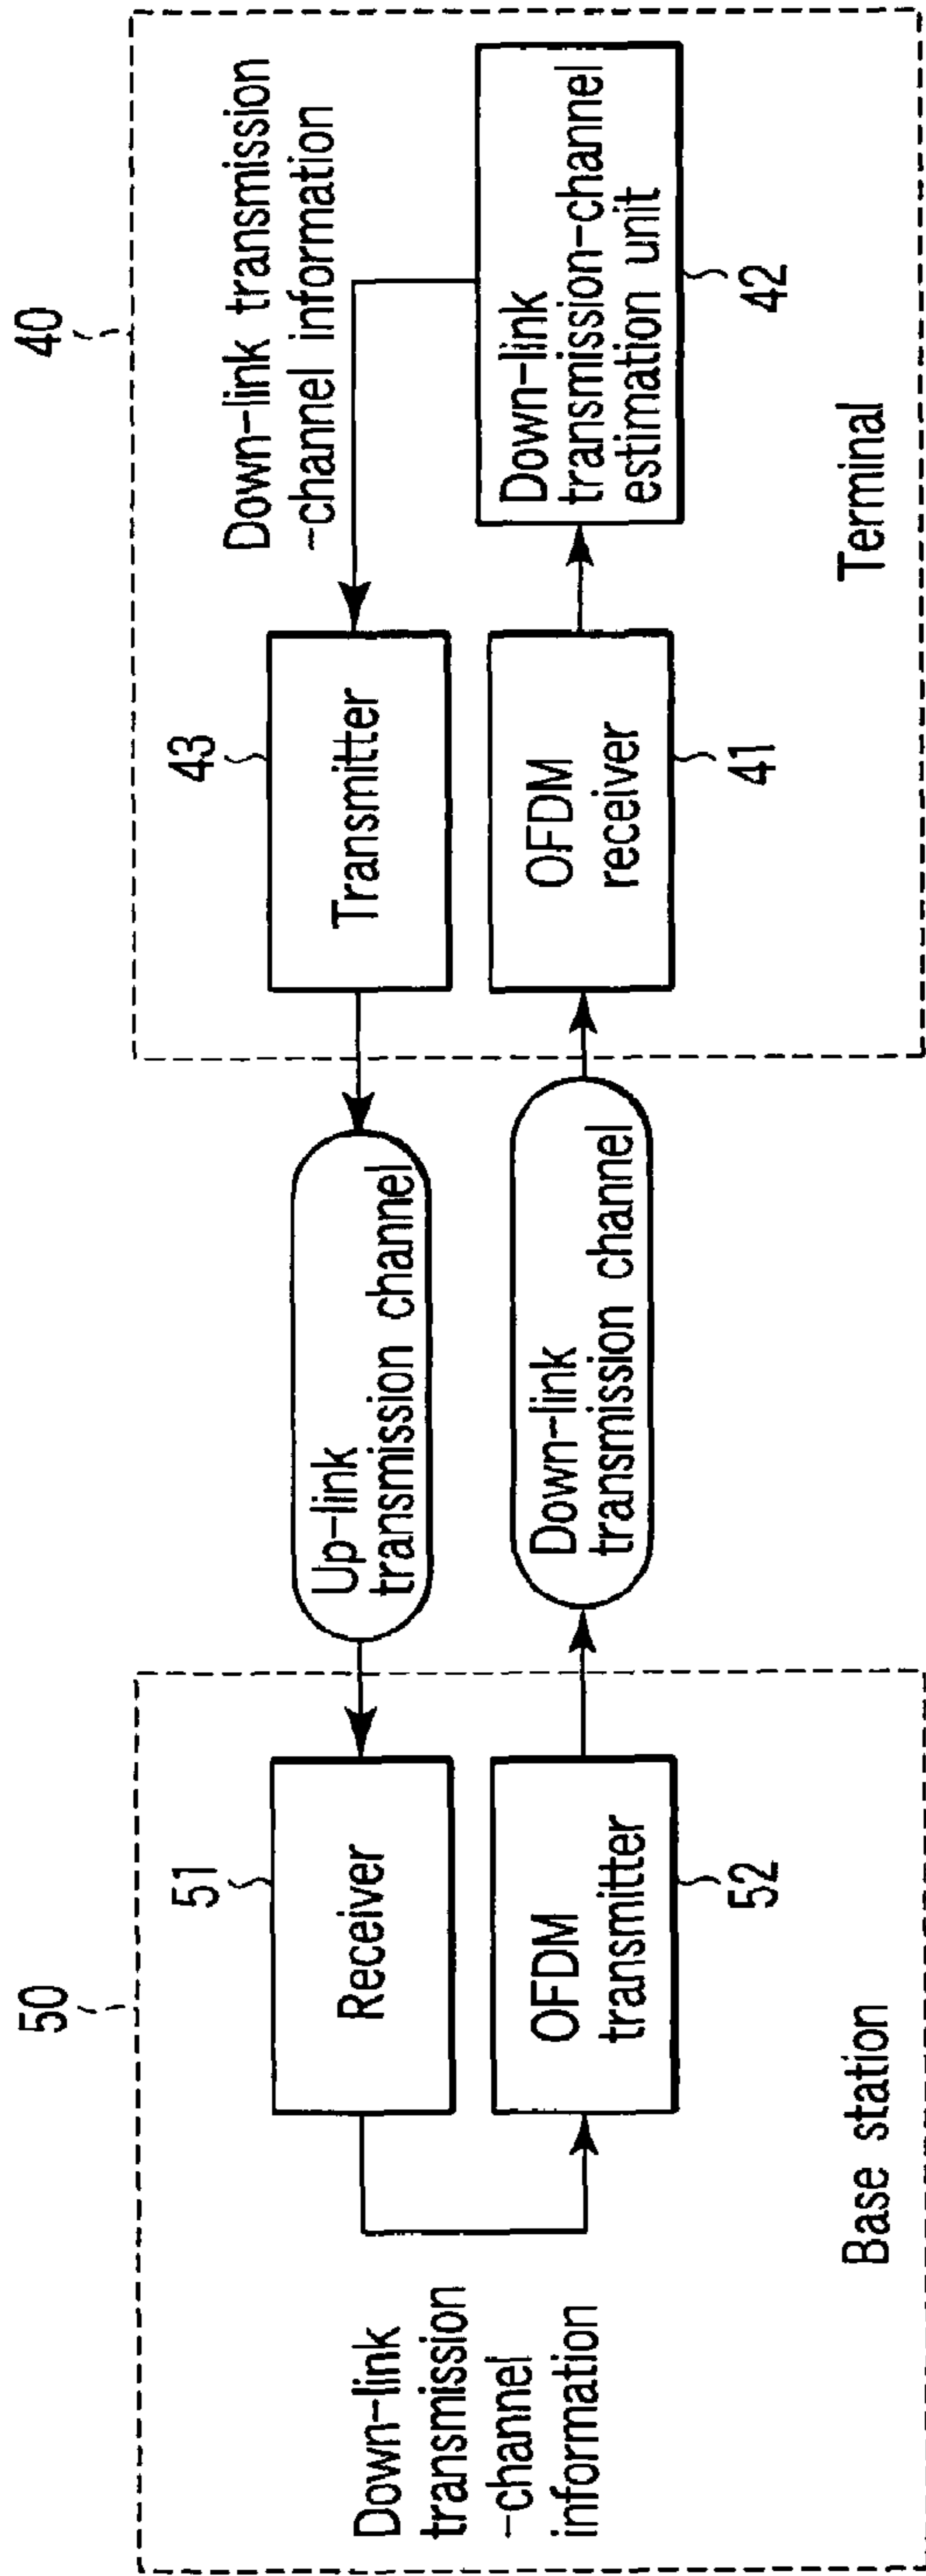 50
51
Receiver
OFDM
transmitter
52
Down-link
transmission
-channel
information
Base station
Up-link
transmission channel
Down-link
transmission channel
40
43
Transmitter
OFDM
receiver
41
Down-link transmission
-channel information
Down-link
transmission-channel
estimation unit
42
Terminal